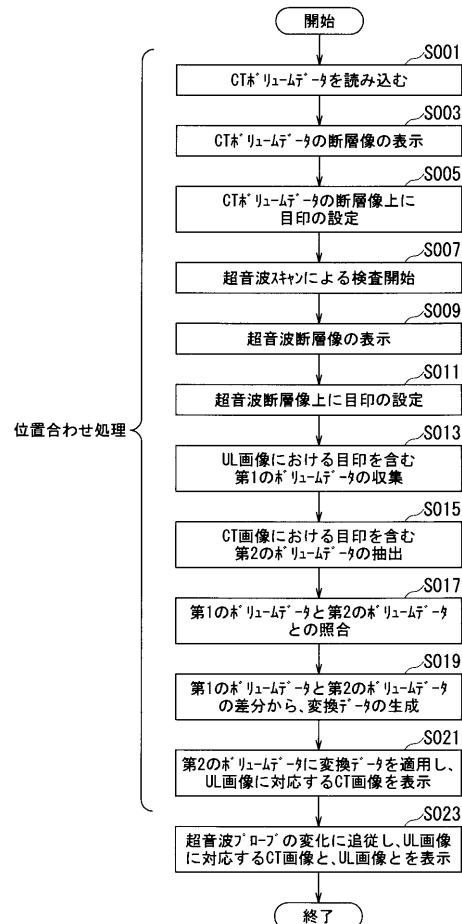 開始
S001
CTﾎﾞﾘｭｰﾑﾃﾞｰﾀを読み込む
S003
CTﾎﾞﾘｭｰﾑﾃﾞｰﾀの断層像の表示
S005
CTﾎﾞﾘｭｰﾑﾃﾞｰﾀの断層像上に
目印の設定
S007
超音波ｽｷｬﾝによる検査開始
S009
超音波断層像の表示
S011
超音波断層像上に目印の設定
位置合わせ処理
S013
UL画像における目印を含む
第1のﾎﾞﾘｭｰﾑﾃﾞｰﾀの収集
S015
CT画像における目印を含む
第2のﾎﾞﾘｭｰﾑﾃﾞｰﾀの抽出
S017
第1のﾎﾞﾘｭｰﾑﾃﾞｰﾀと第2のﾎﾞﾘｭｰﾑﾃﾞｰﾀ
との照合
S019
第1のﾎﾞﾘｭｰﾑﾃﾞｰﾀと第2のﾎﾞﾘｭｰﾑﾃﾞｰﾀ
の差分から、変換データの生成
S021
第2のﾎﾞﾘｭｰﾑﾃﾞｰﾀに変換データを適用し、
UL画像に対応するCT画像を表示
S023
超音波ﾌﾟﾛｰﾌﾞの変化に追従し、UL画像
に対応するCT画像と、UL画像とを表示
終了